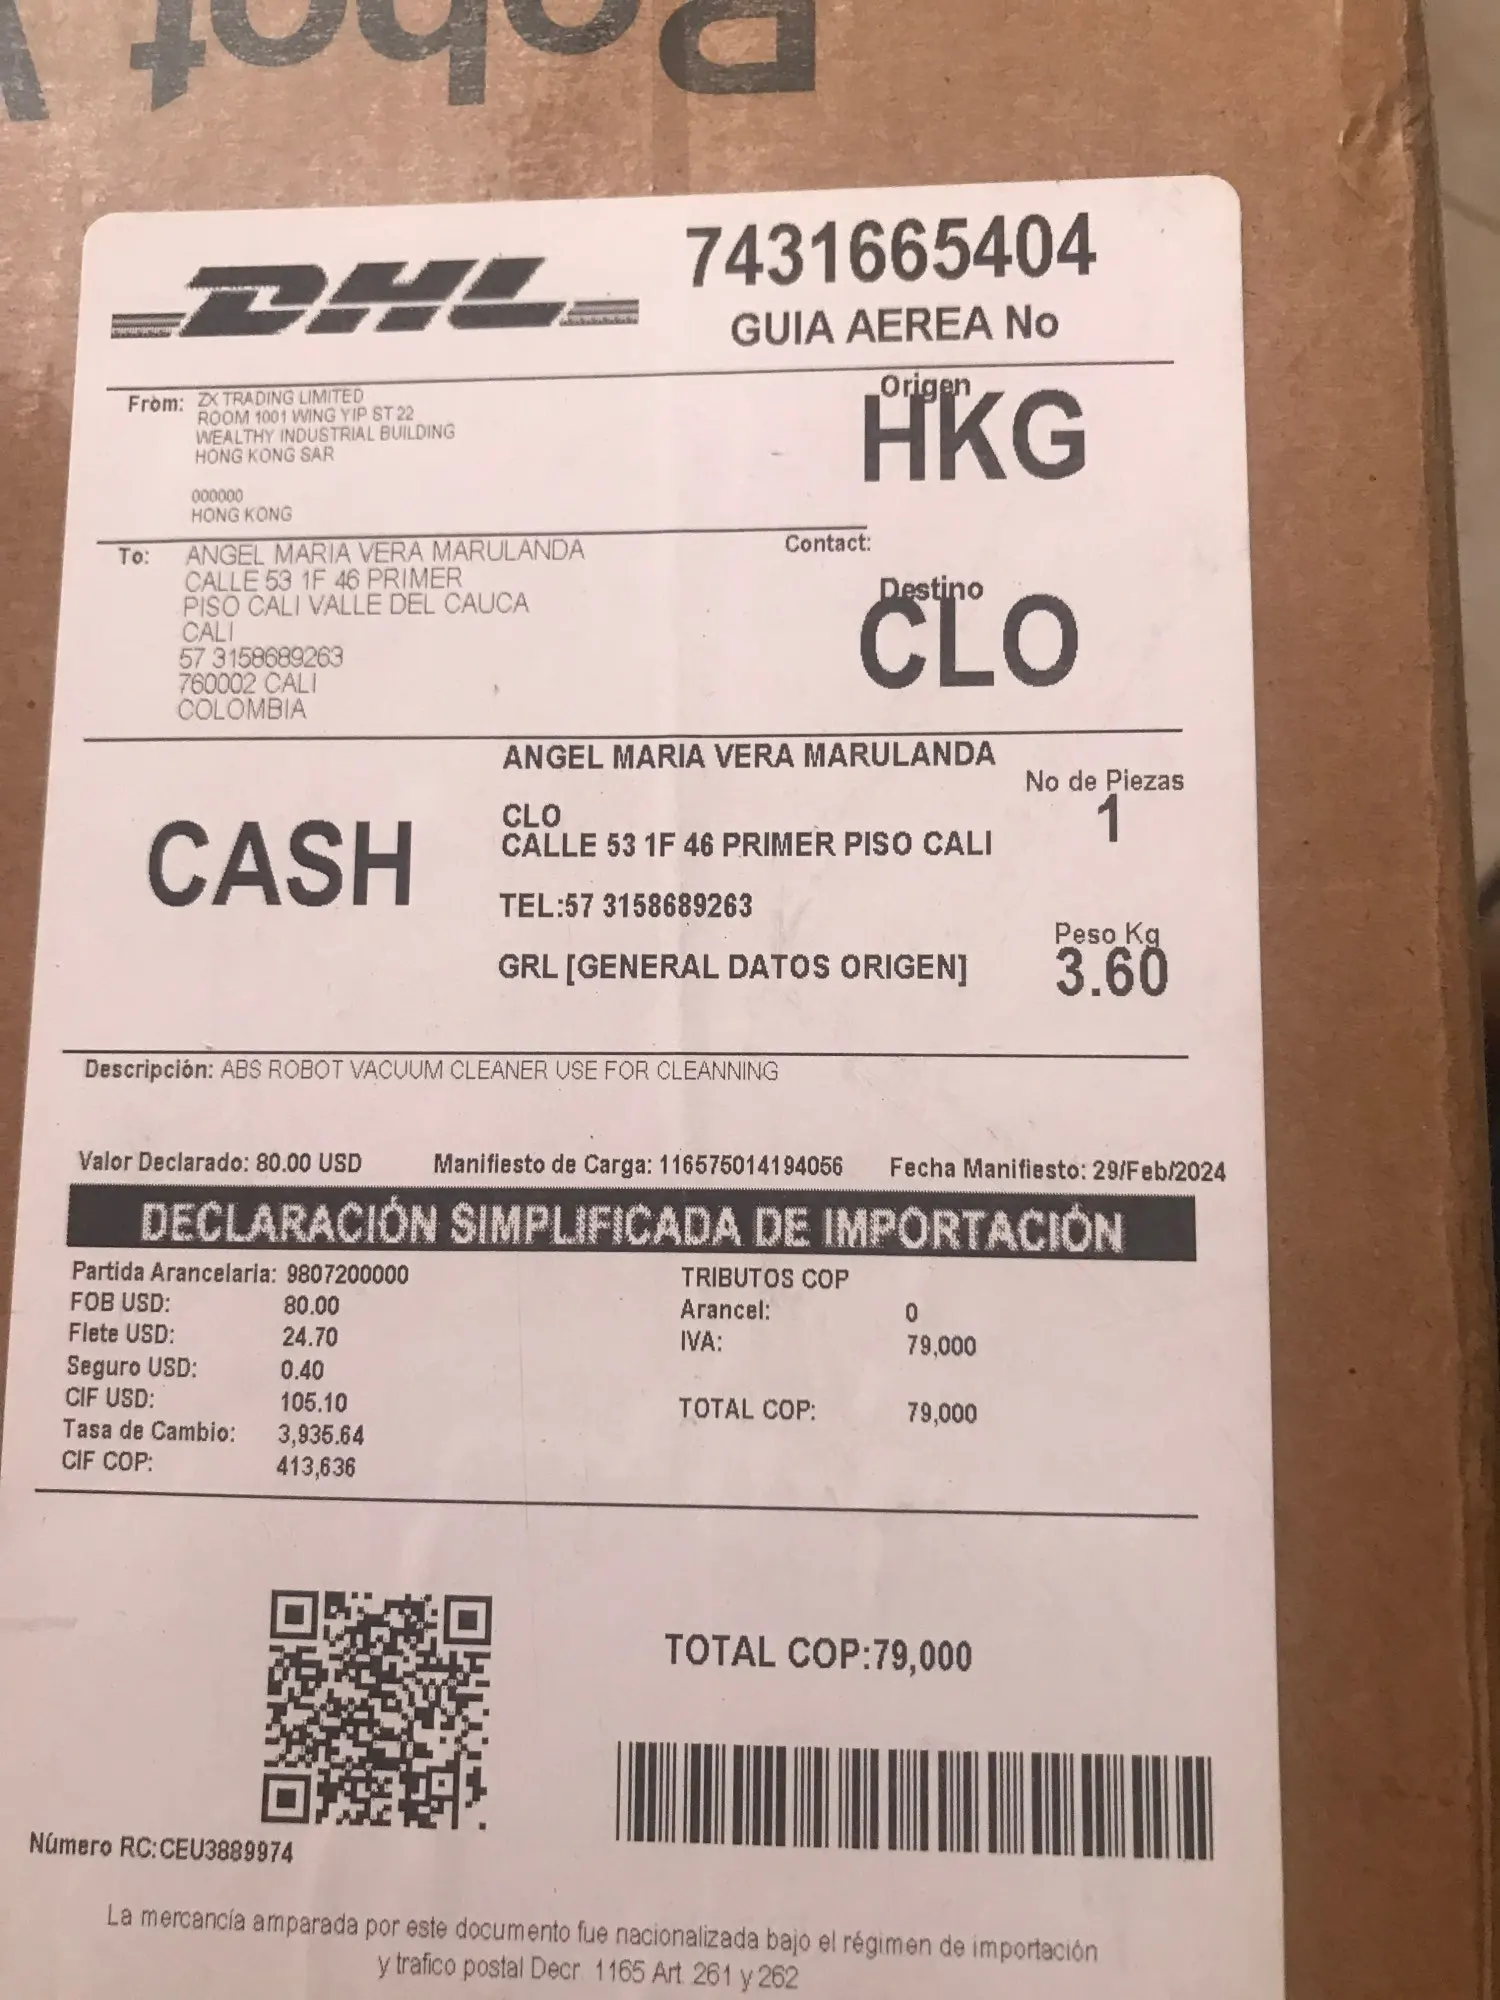 Robot V
DHL
7431665404
GUIA AEREA No
From: ZX TRADING LIMITED
ROOM 1001 WING YIP ST 22
WEALTHY INDUSTRIAL BUILDING
HONG KONG SAR
000000
HONG KONG
Origen
HKG
To: ANGEL MARIA VERA MARULANDA
CALLE 53 1F 46 PRIMER
PISO CALI VALLE DEL CAUCA
CALI
57 3158689263
760002 CALI
COLOMBIA
Contact:
Destino
CLO
CASH
ANGEL MARIA VERA MARULANDA
CLO
CALLE 53 1F 46 PRIMER PISO CALI
TEL:57 3158689263
GRL [GENERAL DATOS ORIGEN]
No de Piezas
1
Peso Kg
3.60
Descripción: ABS ROBOT VACUUM CLEANER USE FOR CLEANNING
Valor Declarado: 80.00 USD Manifiesto de Carga: 116575014194056 Fecha Manifiesto: 29/Feb/2024
DECLARACIÓN SIMPLIFICADA DE IMPORTACIÓN
Partida Arancelaria: 9807200000
FOB USD: 80.00
Flete USD: 24.70
Seguro USD: 0.40
CIF USD: 105.10
Tasa de Cambio: 3,935.64
CIF COP: 413,636
TRIBUTOS COP
Arancel: 0
IVA: 79,000
TOTAL COP: 79,000
TOTAL COP:79,000
Número RC:CEU3889974
La mercancía amparada por este documento fue nacionalizada bajo el régimen de importación
y trafico postal Decr. 1165 Art. 261 y 262